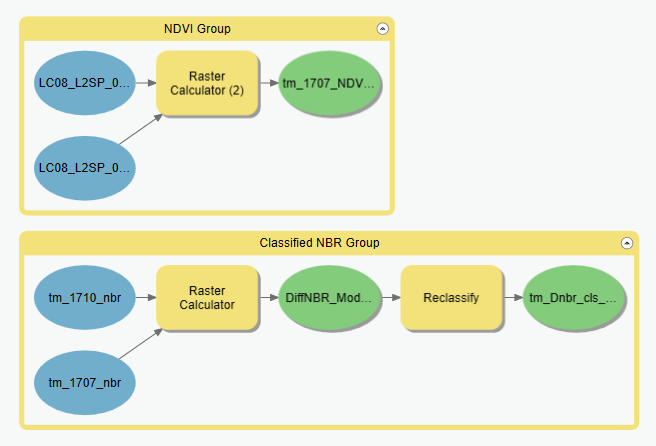 NDVI Group
LC08_L2SP_0...
Raster
Calculator (2)
tm_1707_NDV...
LC08_L2SP_0...
Classified NBR Group
tm_1710_nbr
Raster
Calculator
DiffNBR_Mod...
Reclassify
tm_Dnbr_cls_...
tm_1707_nbr